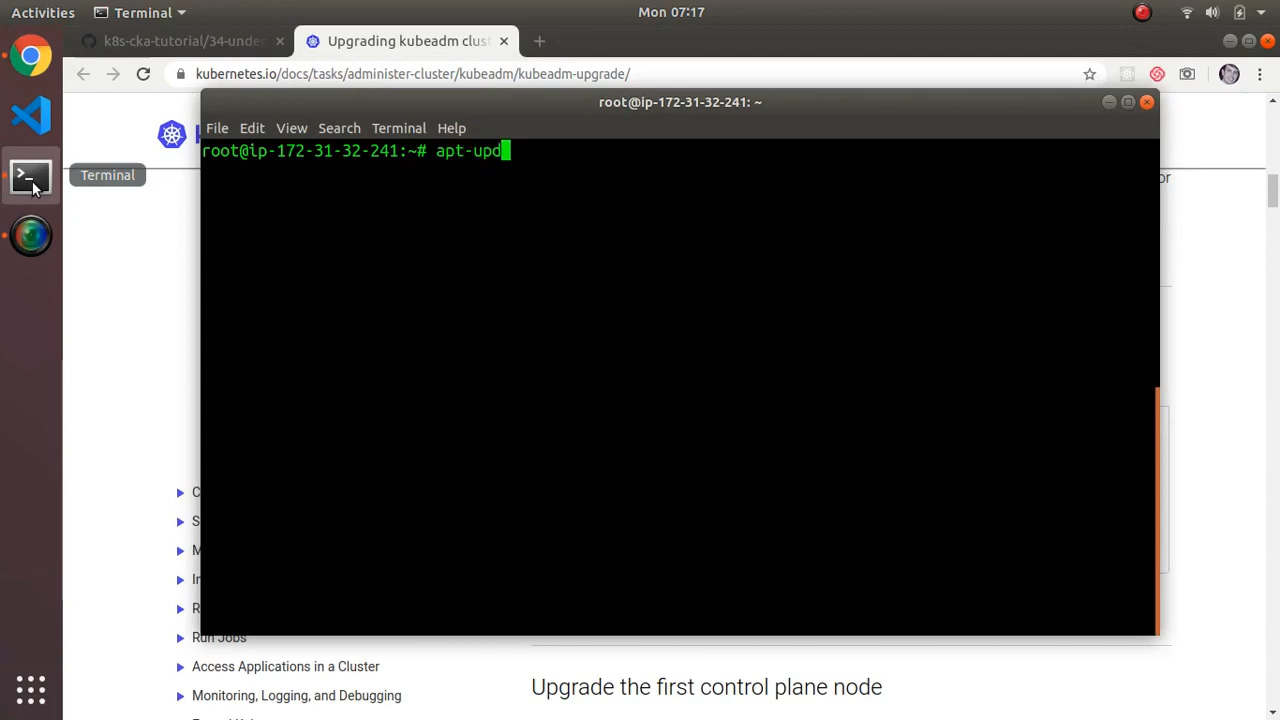 Activities
Terminal
Mon 07:17
k8s-cka-tutorial/34-under
Upgrading kubeadm clust
kubernetes.io/docs/tasks/administer-cluster/kubeadm/kubeadm-upgrade/
root@ip-172-31-32-241: ~
File Edit View Search Terminal Help
root@ip-172-31-32-241:~# apt-upd
Terminal
or
C
S
M
In
R
Run Jobs
Access Applications in a Cluster
Monitoring, Logging, and Debugging
Upgrade the first control plane node